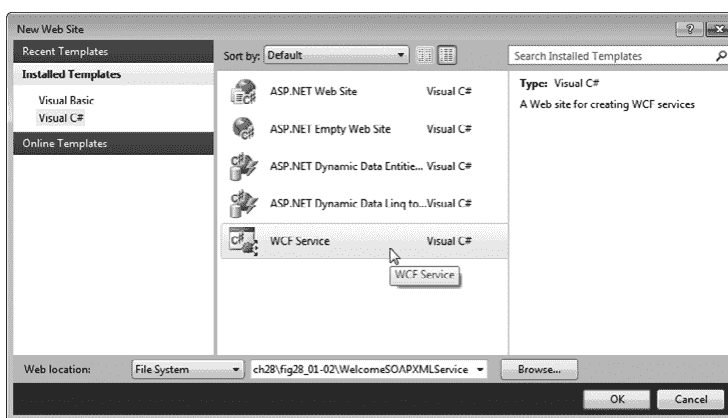 New Web Site
Recent Templates
Installed Templates
Visual Basic
Visual C#
Online Templates
Sort by: Default
Search Installed Templates
ASP.NET Web Site Visual C#
ASP.NET Empty Web Site Visual C#
ASP.NET Dynamic Data Entitie... Visual C#
ASP.NET Dynamic Data Linq to... Visual C#
WCF Service Visual C#
WCF Service
Type: Visual C#
A Web site for creating WCF services
Web location: File System ch28\fig28_01-02\WelcomeSOAPXMLService Browse...
OK Cancel